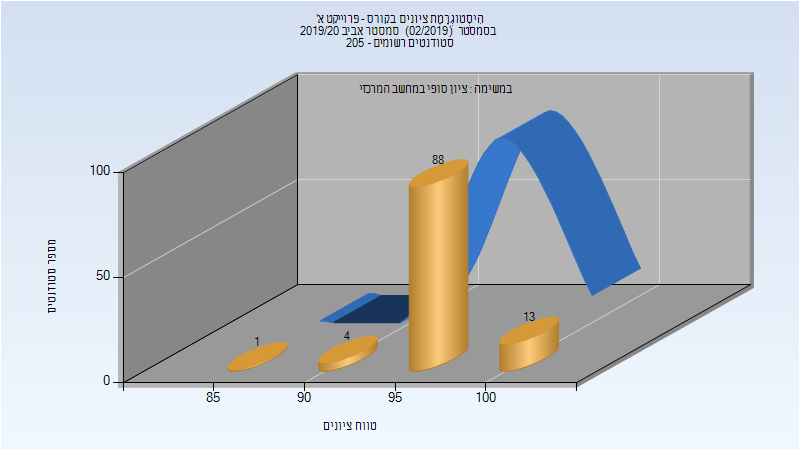 היסטוגרמת ציונים בקורס - פרוייקט א'
בסמסטר (02/2019) סמסטר אביב 2019/20
סטודנטים רשומים - 205
במשימה : ציון סופי במחשב המרכזי
100
50
0
מספר סטודנטים
1
4
88
13
85
90
95
100
טווח ציונים